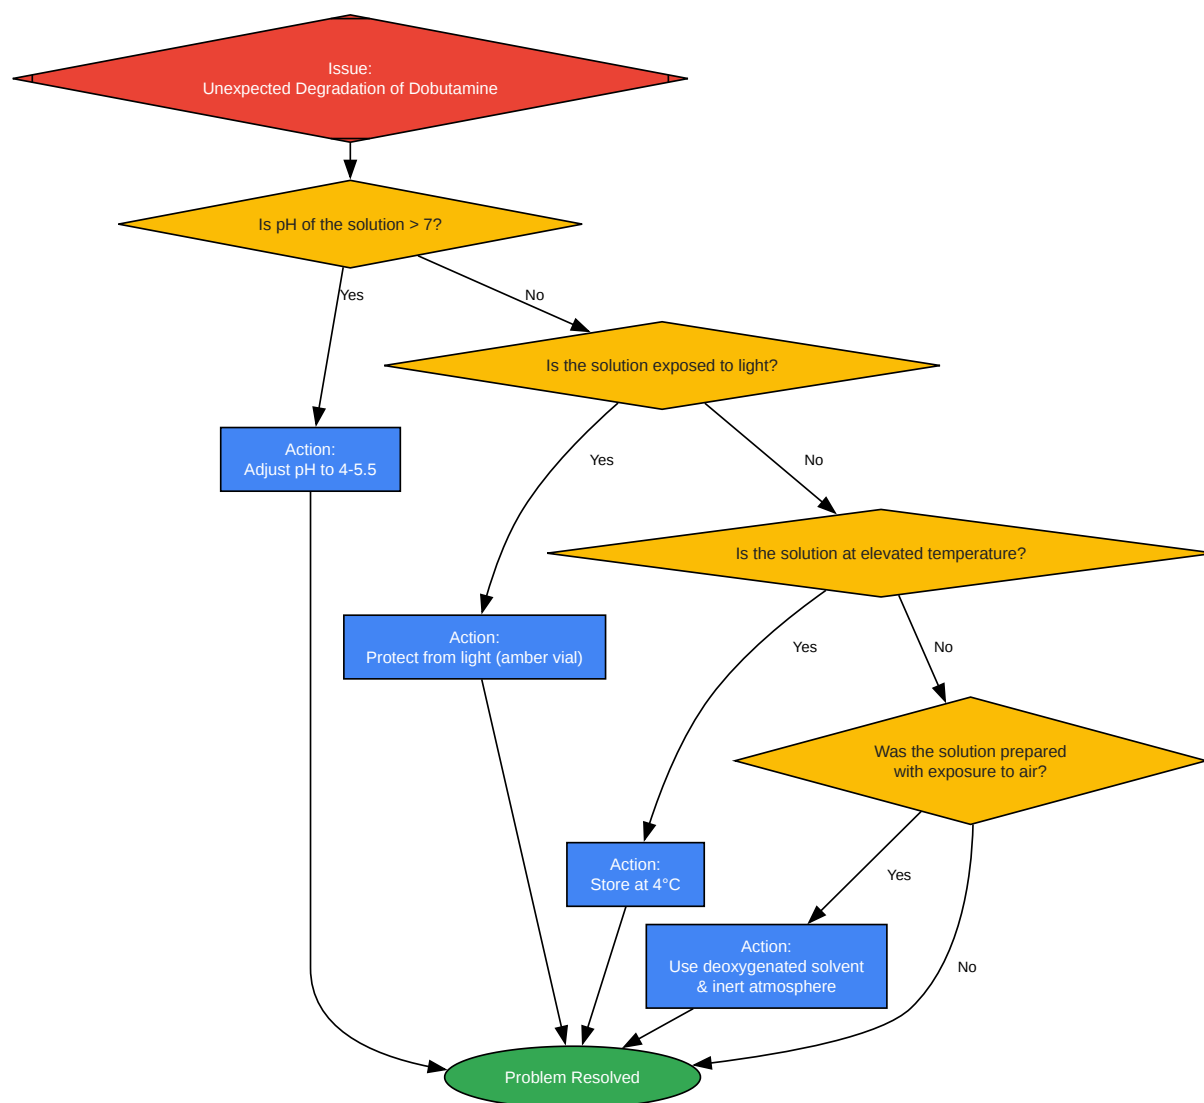 Issue:
Unexpected Degradation of Dobutamine
Is pH of the solution > 7?
Yes
No
Is the solution exposed to light?
Action:
Adjust pH to 4-5.5
Yes
No
Is the solution at elevated temperature?
Action:
Protect from light (amber vial)
Yes
No
Was the solution prepared
with exposure to air?
Action:
Store at 4°C
Yes
Action:
Use deoxygenated solvent
& inert atmosphere
No
Problem Resolved